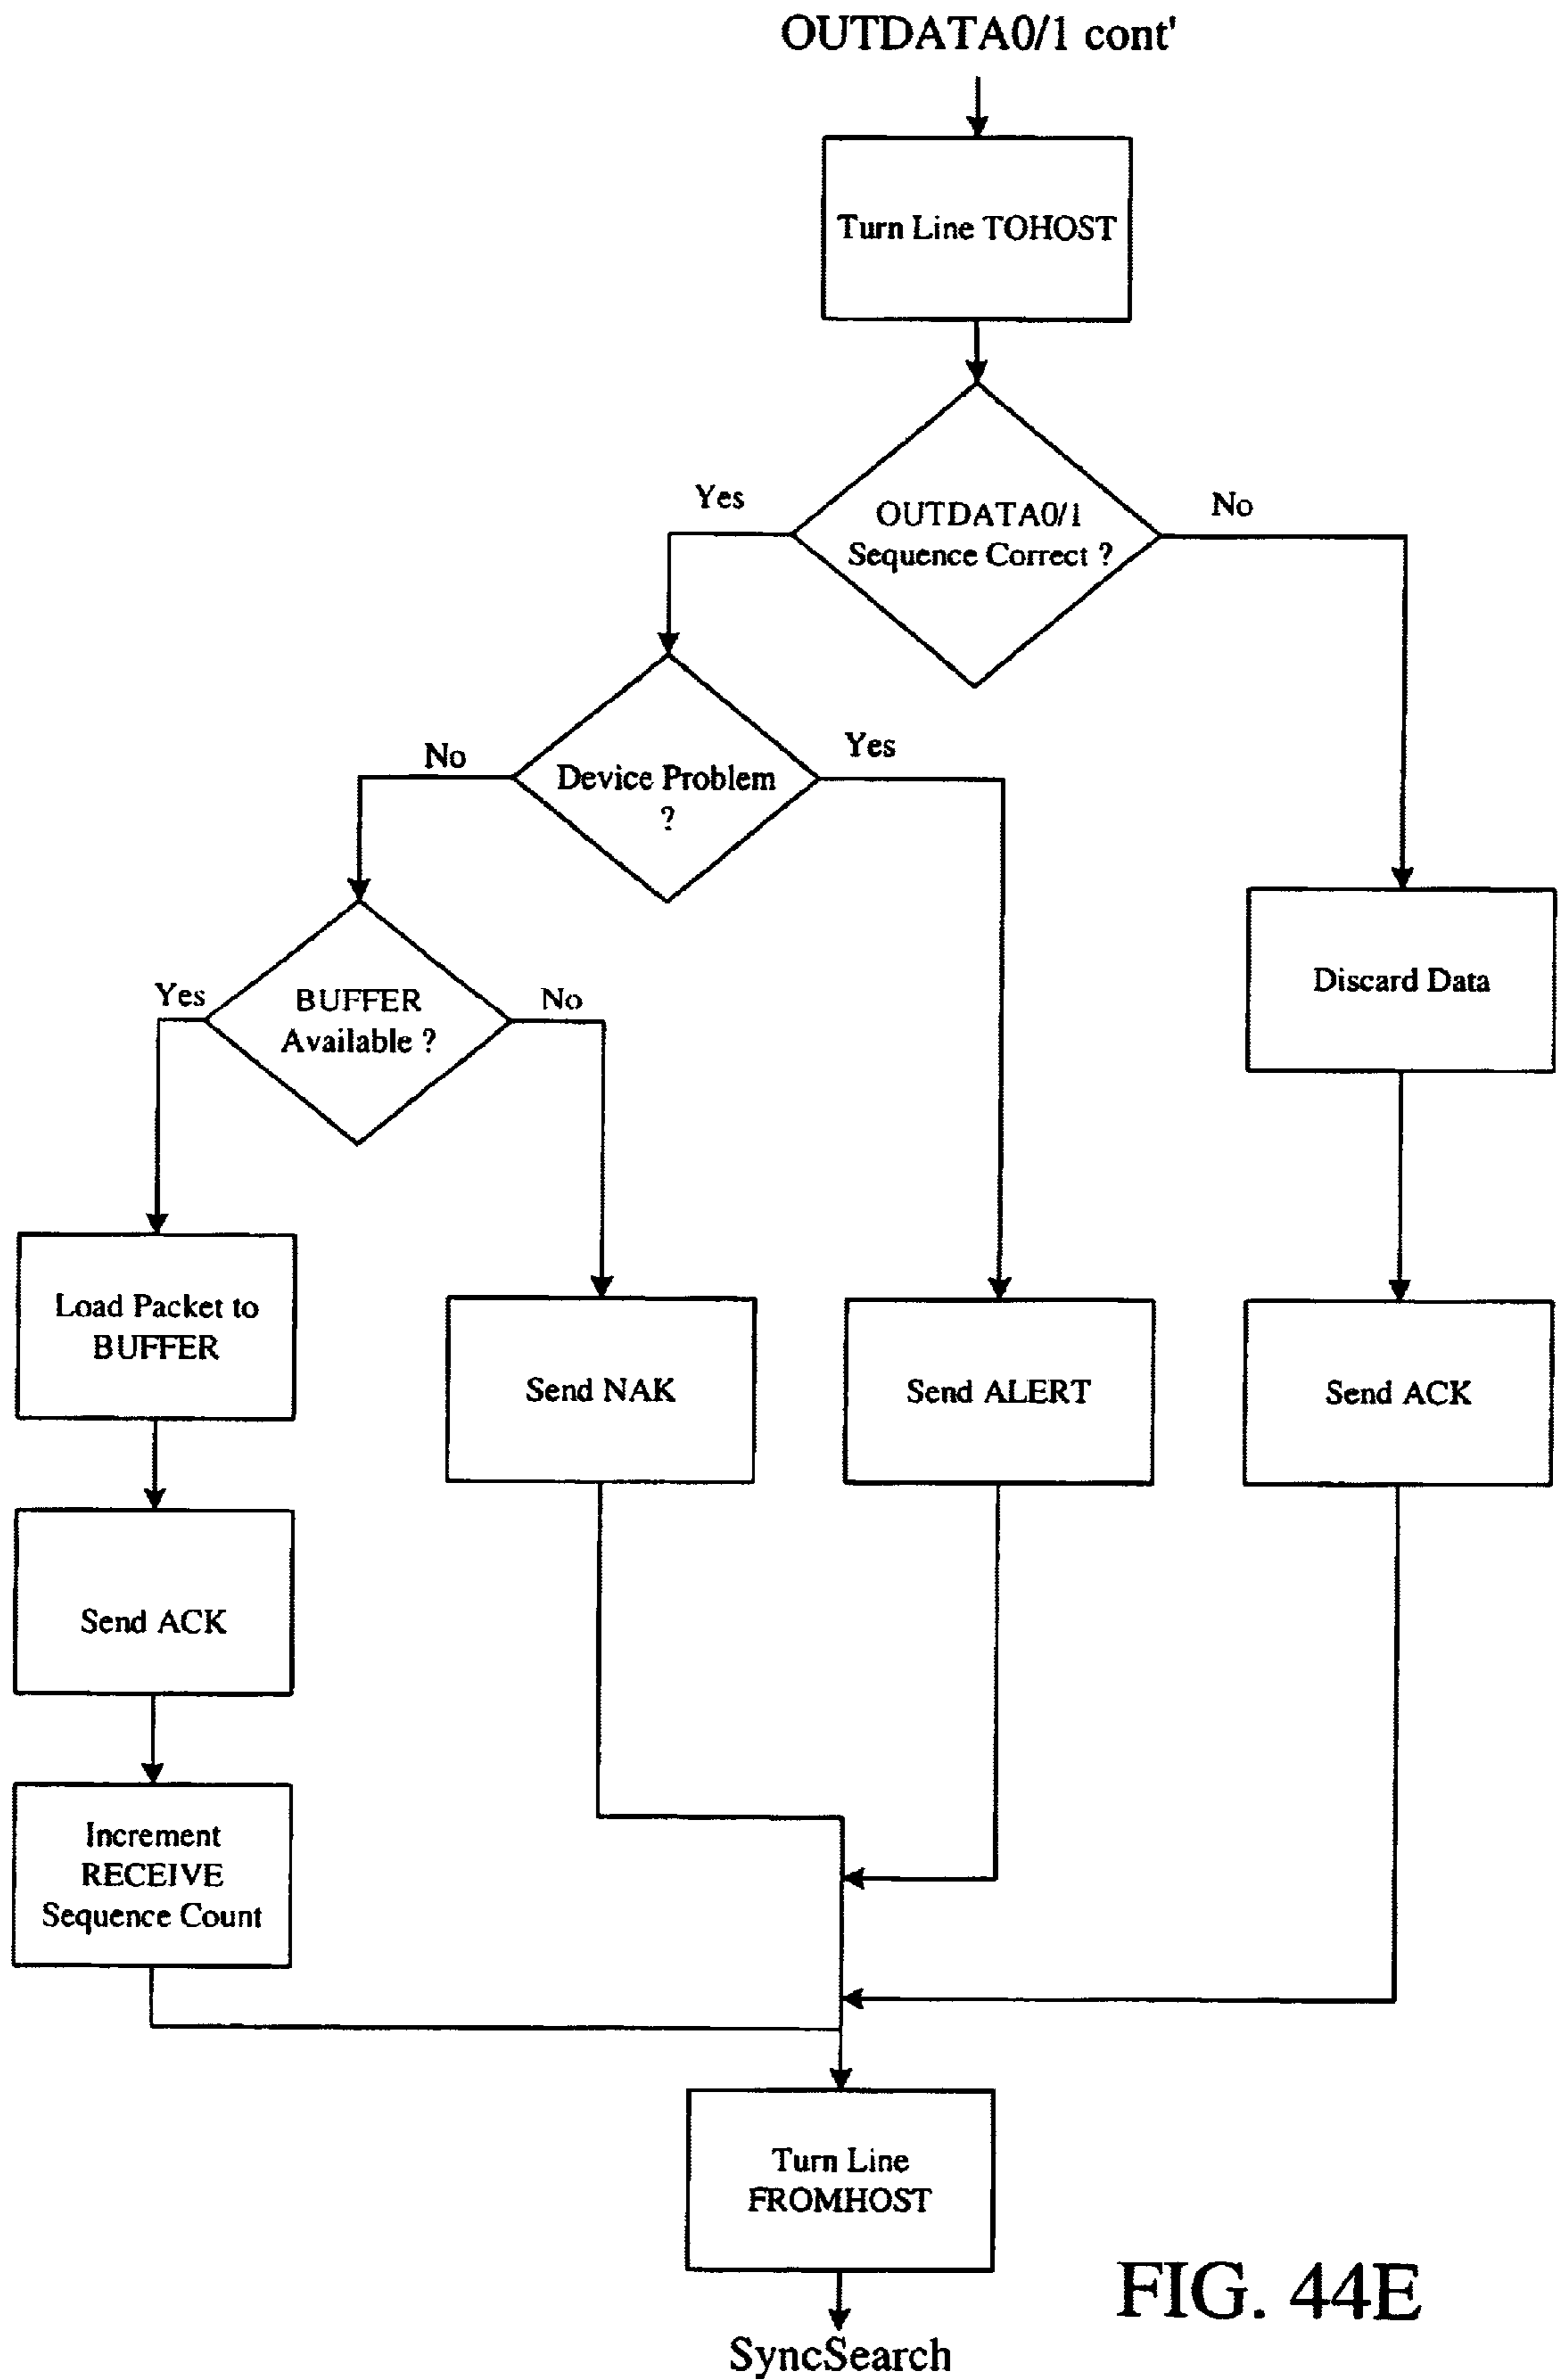 OUTDATA0/1 cont'
Turn Line TOHOST
OUTDATA0/1
Sequence Correct ?
Yes
No
Device Problem
?
No
Yes
BUFFER
Available ?
Yes
No
Discard Data
Load Packet to
BUFFER
Send NAK
Send ALERT
Send ACK
Send ACK
Increment
RECEIVE
Sequence Count
Turn Line
FROMHOST
SyncSearch
FIG. 44E